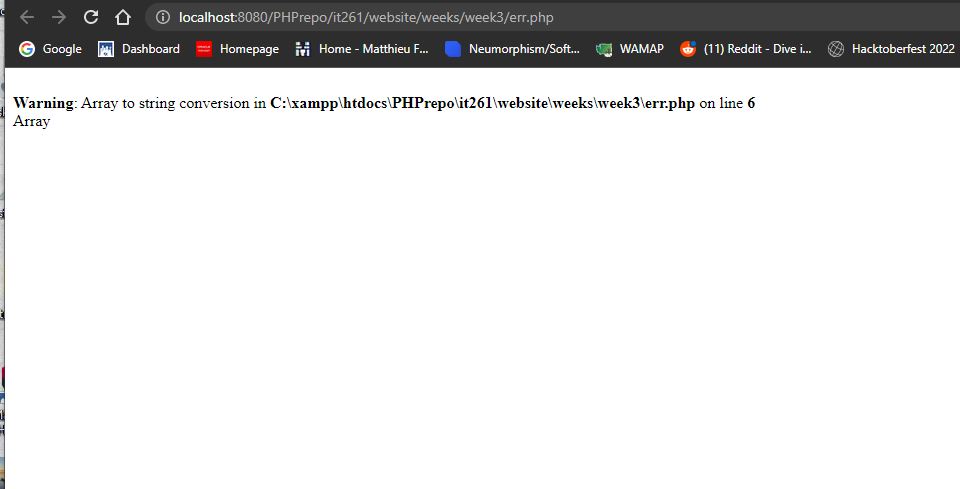 localhost:8080/PHPrepo/it261/website/weeks/week3/err.php
Google Dashboard Homepage Home - Matthieu F... Neumorphism/Soft... WAMAP (11) Reddit - Dive i... Hacktoberfest 2022
Warning: Array to string conversion in C:\xampp\htdocs\PHPrepo\it261\website\weeks\week3\err.php on line 6
Array